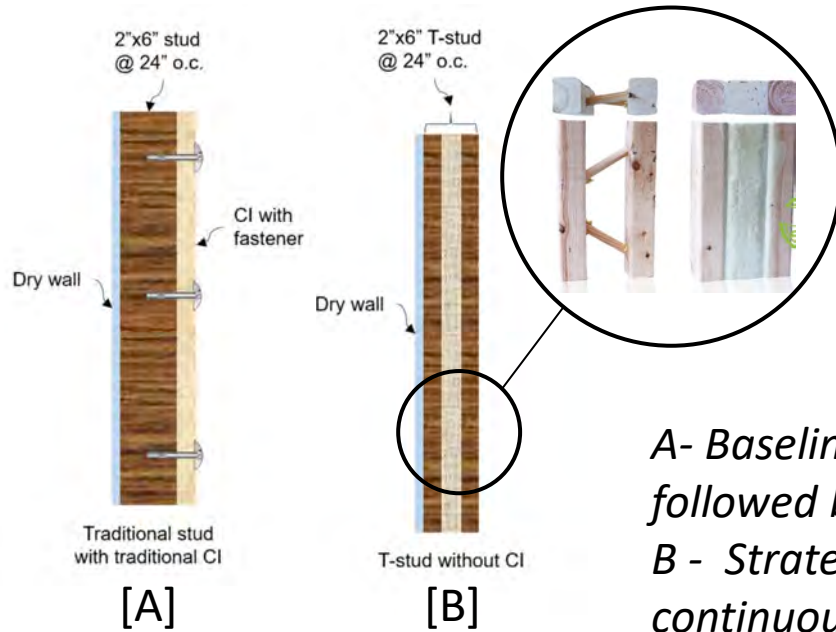 2"x6" stud
@ 24" o.c.
CI with
fastener
Dry wall
Traditional stud
with traditional CI
[A]
2"x6" T-stud
@ 24" o.c.
Dry wall
T-stud without CI
[B]
A- Baselin
followed
B - Strate
continuou